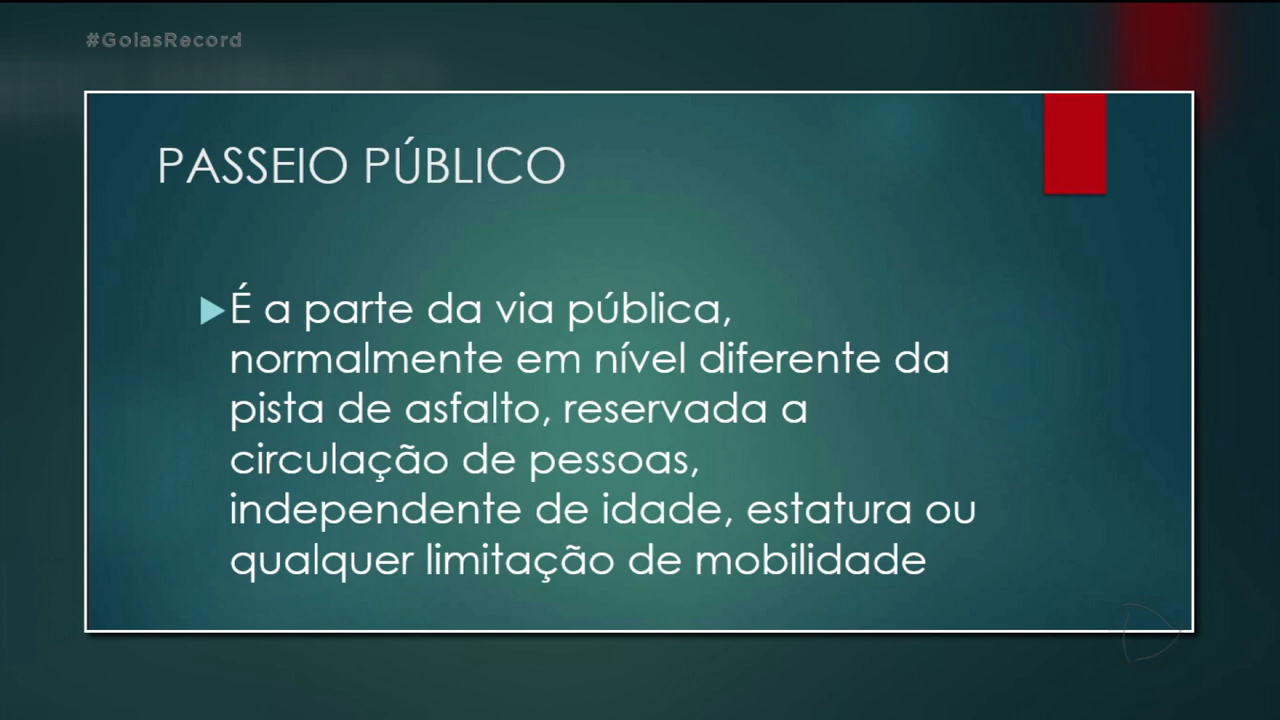 #GoiasRecord
PASSEIO PÚBLICO
É a parte da via pública,
normalmente em nível diferente da
pista de asfalto, reservada a
circulação de pessoas,
independente de idade, estatura ou
qualquer limitação de mobilidade